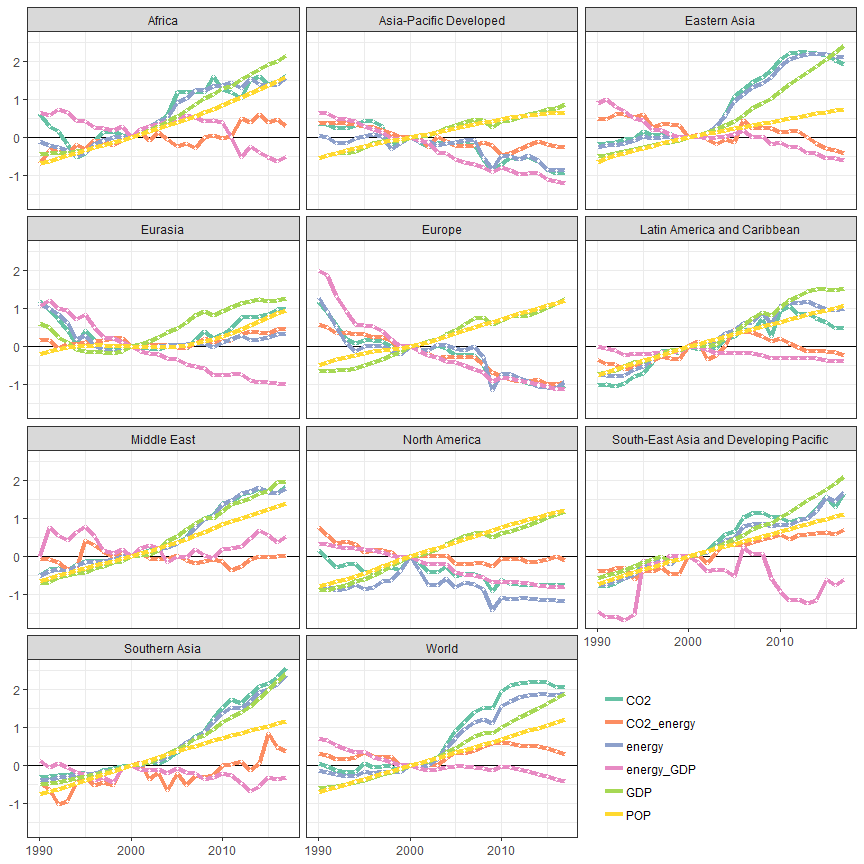 Africa
Asia-Pacific Developed
Eastern Asia
2
1
0
-1
Eurasia
Europe
Latin America and Caribbean
2
1
0
-1
Middle East
North America
South-East Asia and Developing Pacific
2
1
0
-1
1990
2000
2010
Southern Asia
World
2
1
0
-1
1990
2000
2010
1990
2000
2010
CO2
CO2_energy
energy
energy_GDP
GDP
POP